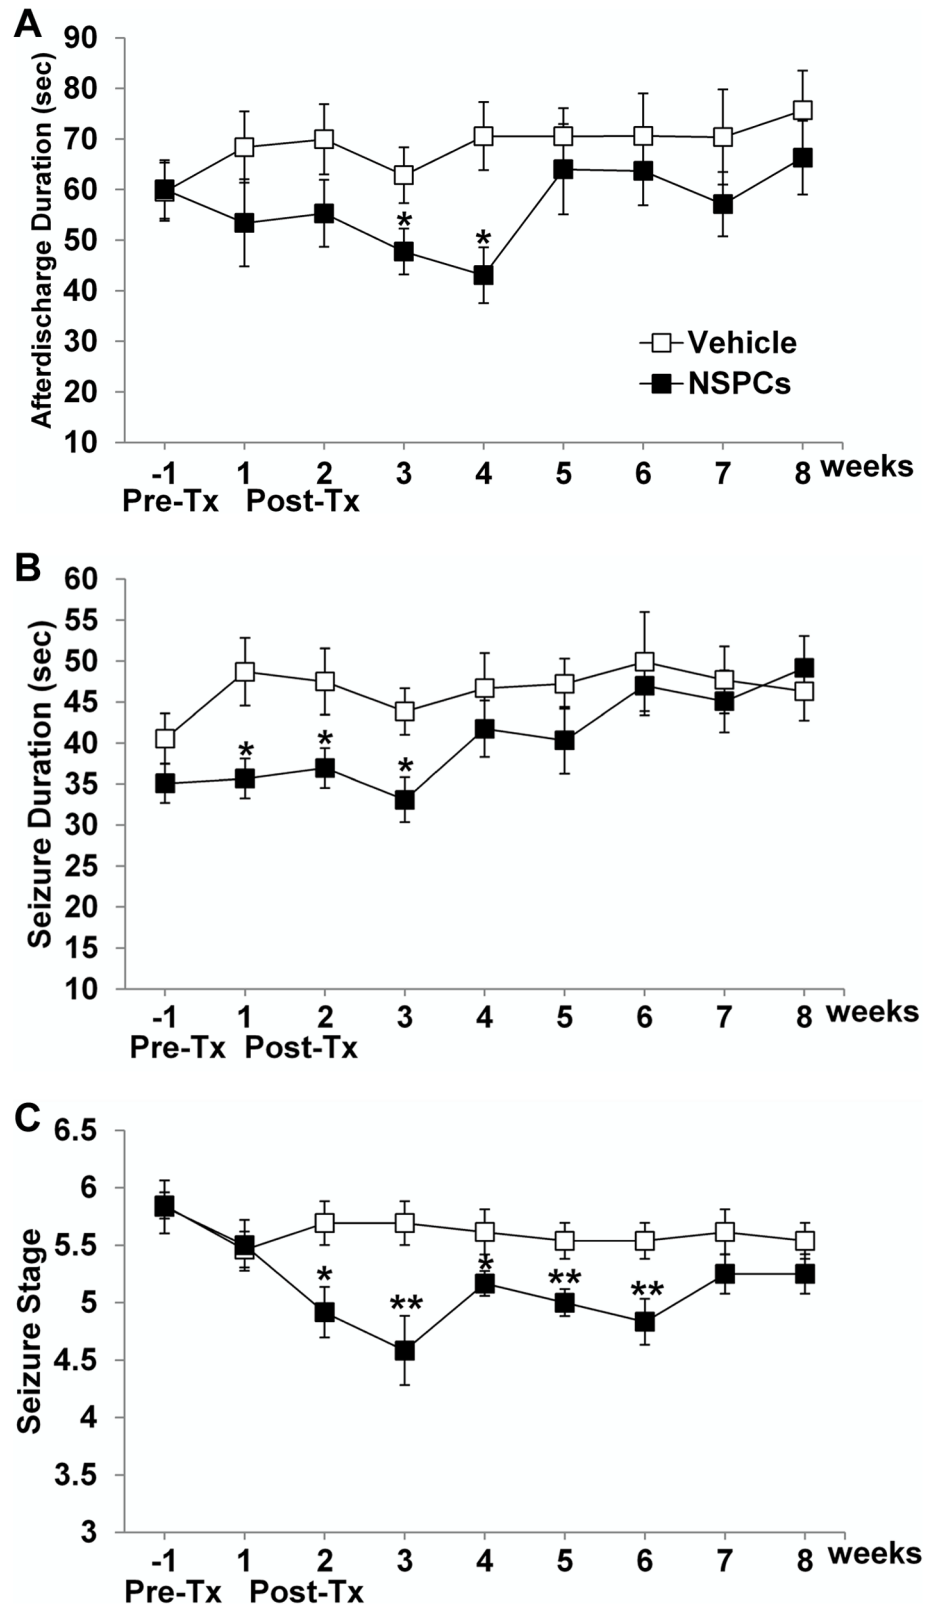 A
Afterdischarge Duration (sec)
90
80
70
60
50
40
30
20
10
*
*
Vehicle
NSPCs
-1 1 2 3 4 5 6 7 8 weeks
Pre-Tx Post-Tx
B
Seizure Duration (sec)
60
55
50
45
40
35
30
25
20
15
10
*
*
*
-1 1 2 3 4 5 6 7 8 weeks
Pre-Tx Post-Tx
C
Seizure Stage
6.5
6
5.5
5
4.5
4
3.5
3
*
**
*
**
**
-1 1 2 3 4 5 6 7 8 weeks
Pre-Tx Post-Tx